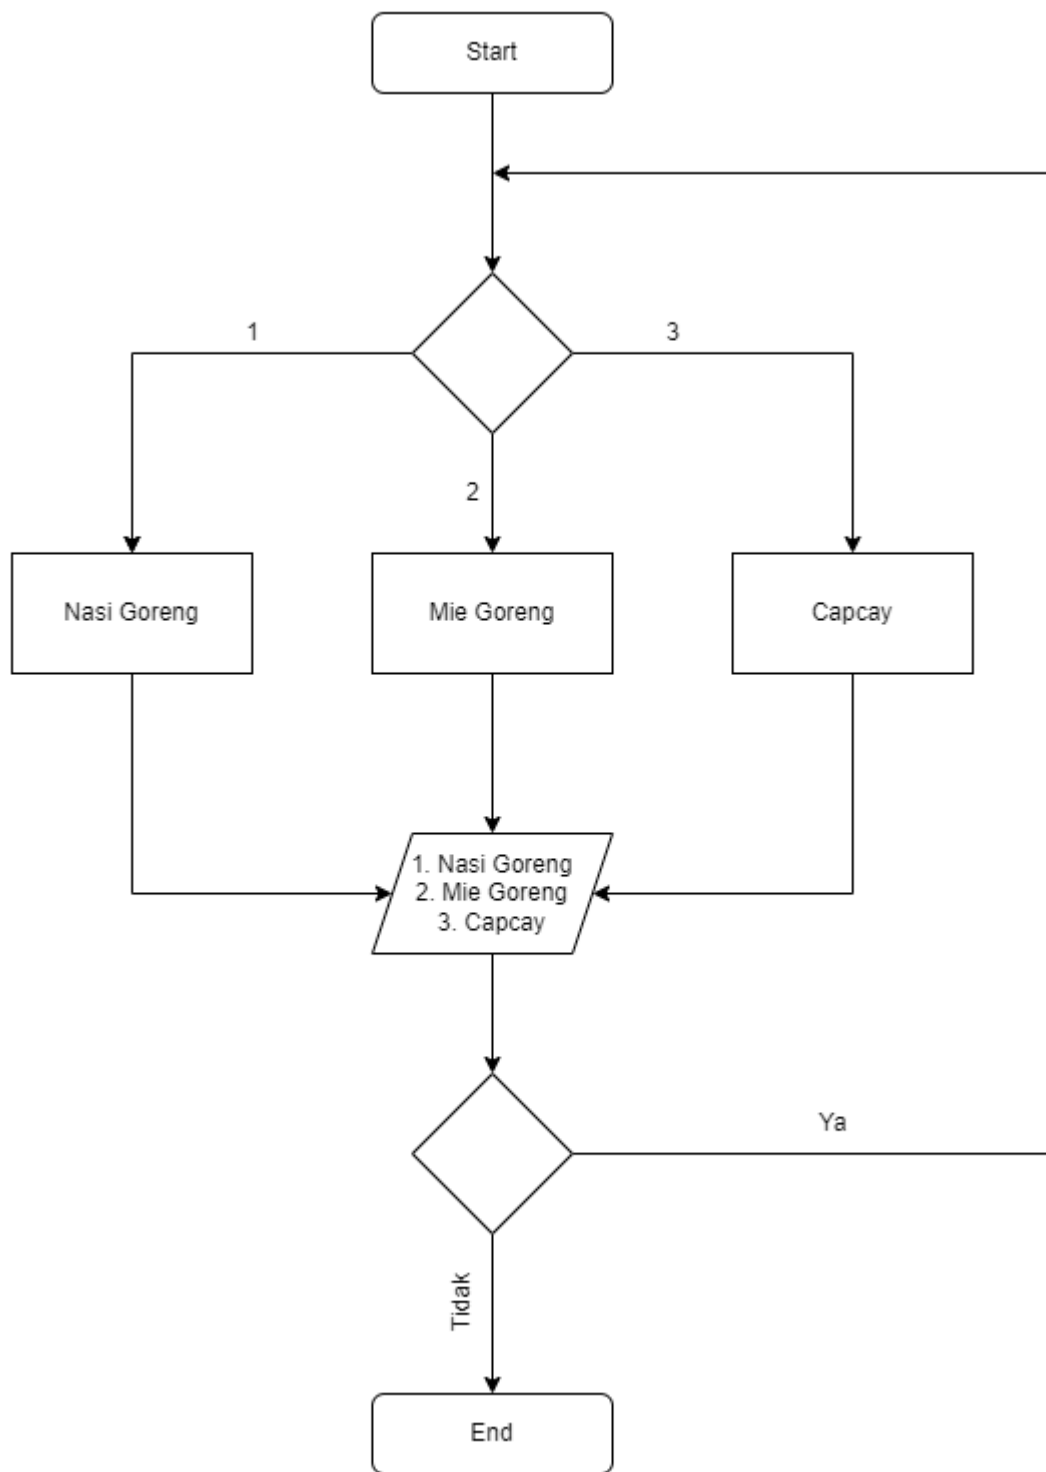 Start
1
3
2
Nasi Goreng
Mie Goreng
Capcay
1. Nasi Goreng
2. Mie Goreng
3. Capcay
Ya
Tidak
End